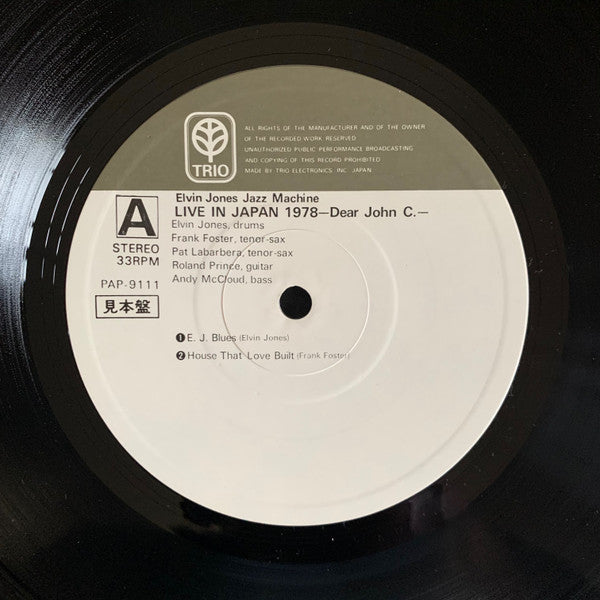 TRIO
ALL RIGHTS OF THE MANUFACTURER AND OF THE OWNER
OF THE RECORDED WORK RESERVED
UNAUTHORIZED PUBLIC PERFORMANCE BROADCASTING
AND COPYING OF THIS RECORD PROHIBITED
MADE BY TRIO ELECTRONICS INC. JAPAN
A
STEREO
33RPM
PAP-9111
見本盤
Elvin Jones Jazz Machine
LIVE IN JAPAN 1978—Dear John C.—
Elvin Jones, drums
Frank Foster, tenor-sax
Pat Labarbera, tenor-sax
Roland Prince, guitar
Andy McCloud, bass
❶E. J. Blues (Elvin Jones)
❷House That Love Built (Frank Foster)